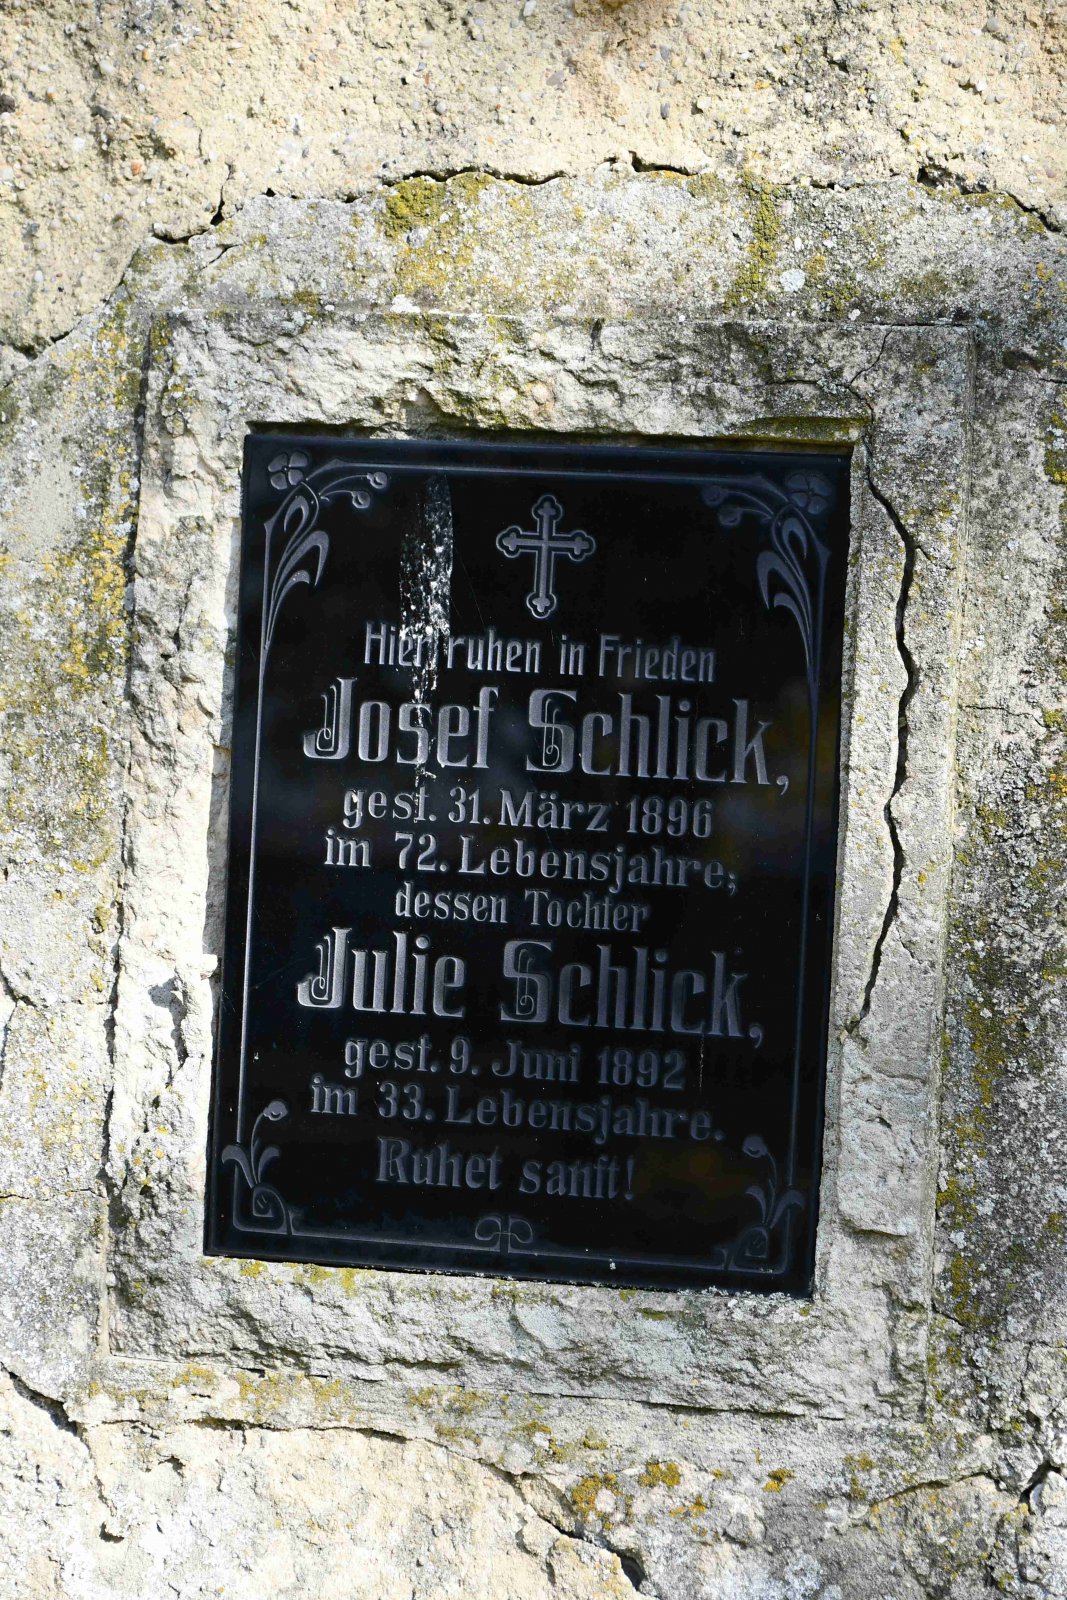 Hier ruhen in Frieden
Josef Schlick,
gest. 31. März 1896
im 72. Lebensjahre;
dessen Tochter
Julie Schlick,
gest. 9. Juni 1892
im 33. Lebensjahre.
Ruhet sanft!